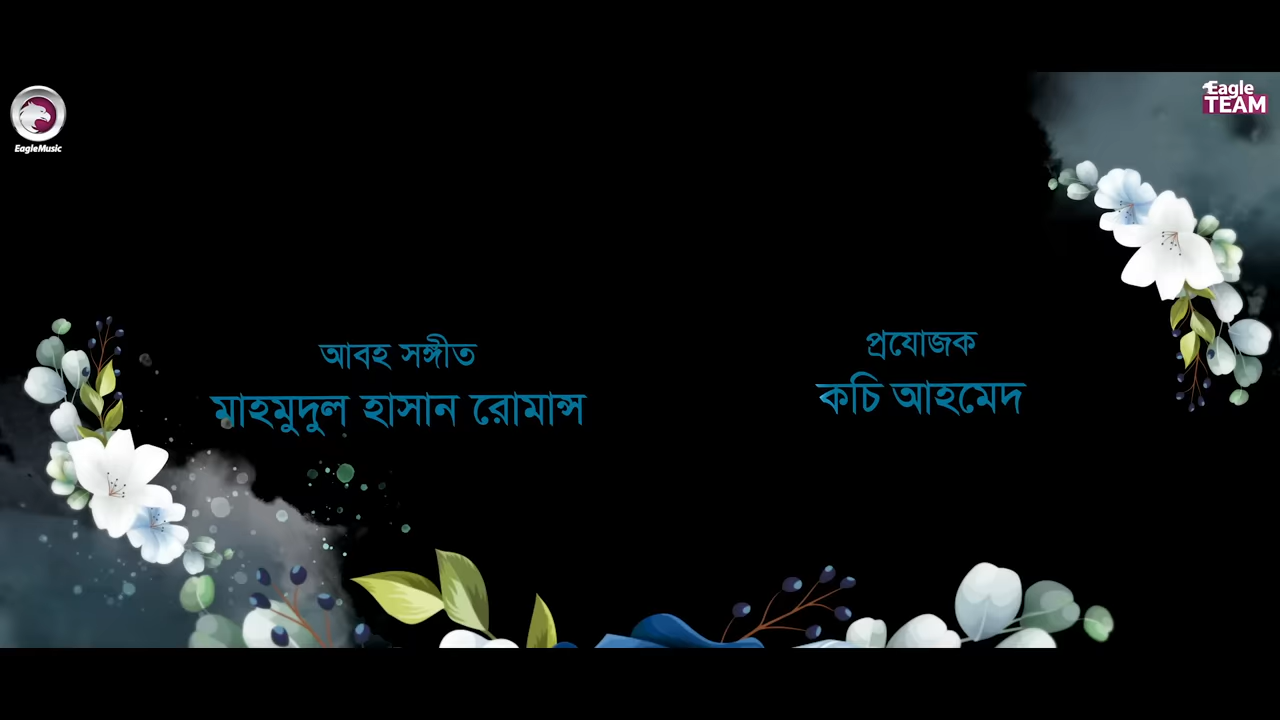 EagleMusic
Eagle
TEAM
আবহ সঙ্গীত
মাহমুদুল হাসান রোমান্স
প্রযোজক
কচি আহমেদ